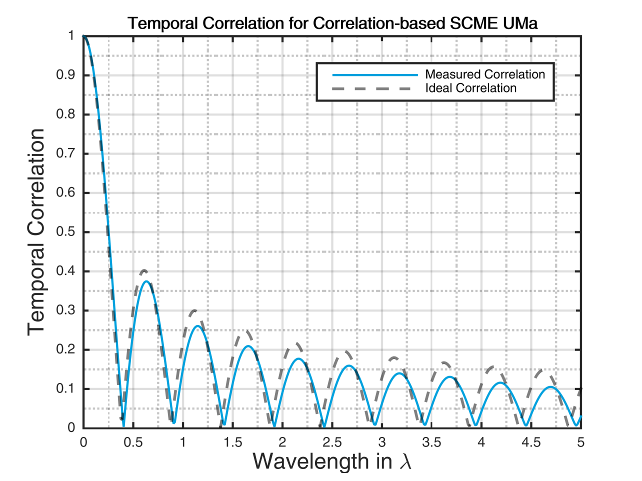 Temporal Correlation for Correlation-based SCME UMa
Measured Correlation
Ideal Correlation
Temporal Correlation
1
0.9
0.8
0.7
0.6
0.5
0.4
0.3
0.2
0.1
0
0 0.5 1 1.5 2 2.5 3 3.5 4 4.5 5
Wavelength in λ